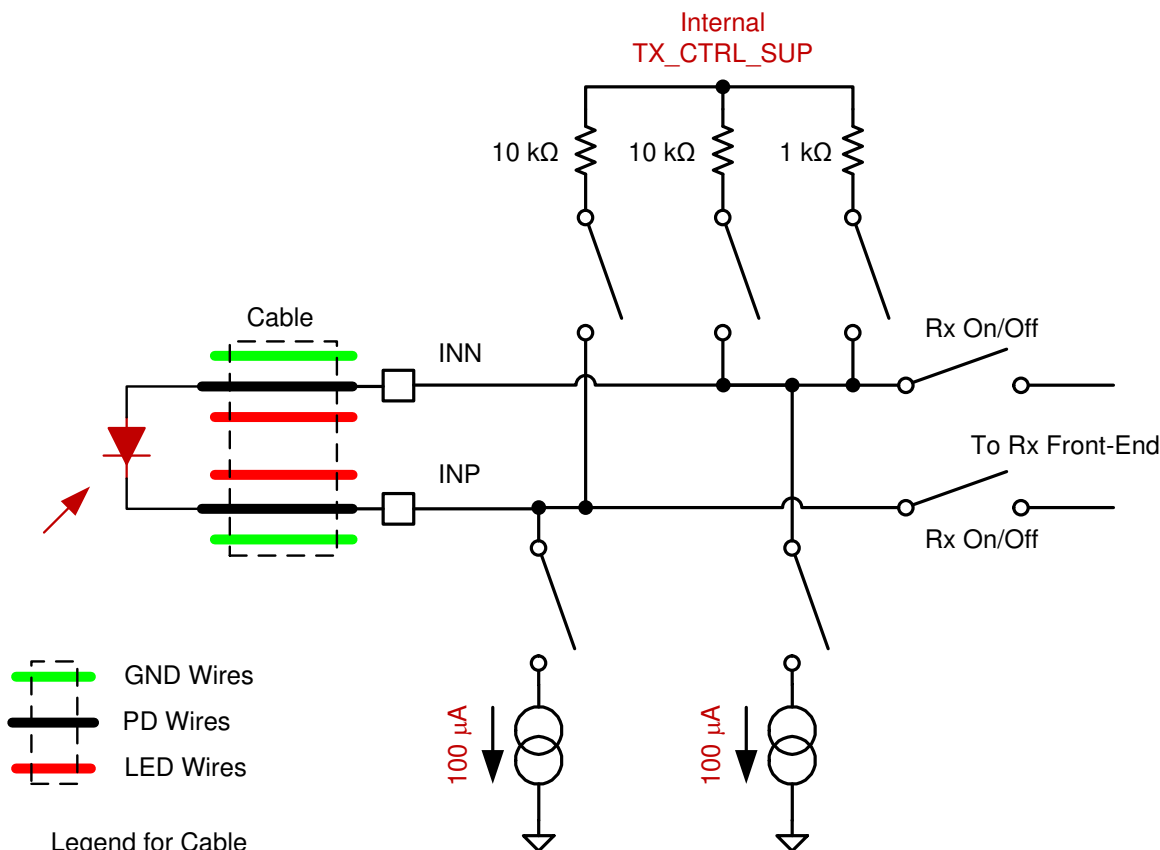 Internal
TX_CTRL_SUP
10 kΩ
10 kΩ
1 kΩ
Cable
INN
Rx On/Off
To Rx Front-End
INP
Rx On/Off
GND Wires
PD Wires
LED Wires
100 µA
100 µA
Legend for Cable